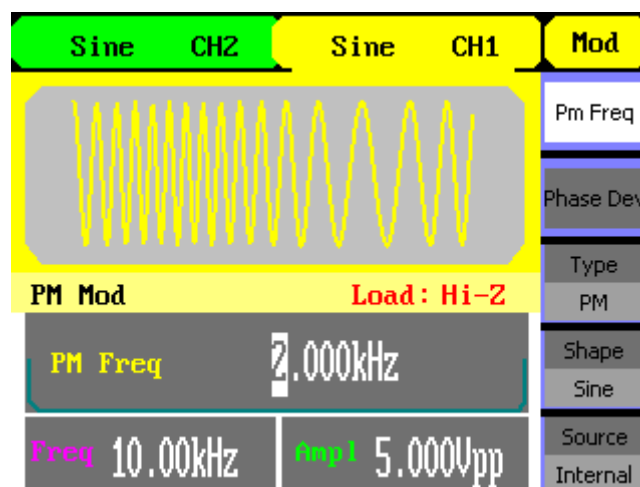 Sine CH2 Sine CH1 Mod
Pm Freq
Phase Dev
Type
PM
Shape
Sine
Source
Internal
PM Mod Load: Hi-Z
PM Freq 2.000kHz
Freq 10.00kHz Ampl 5.000Vpp